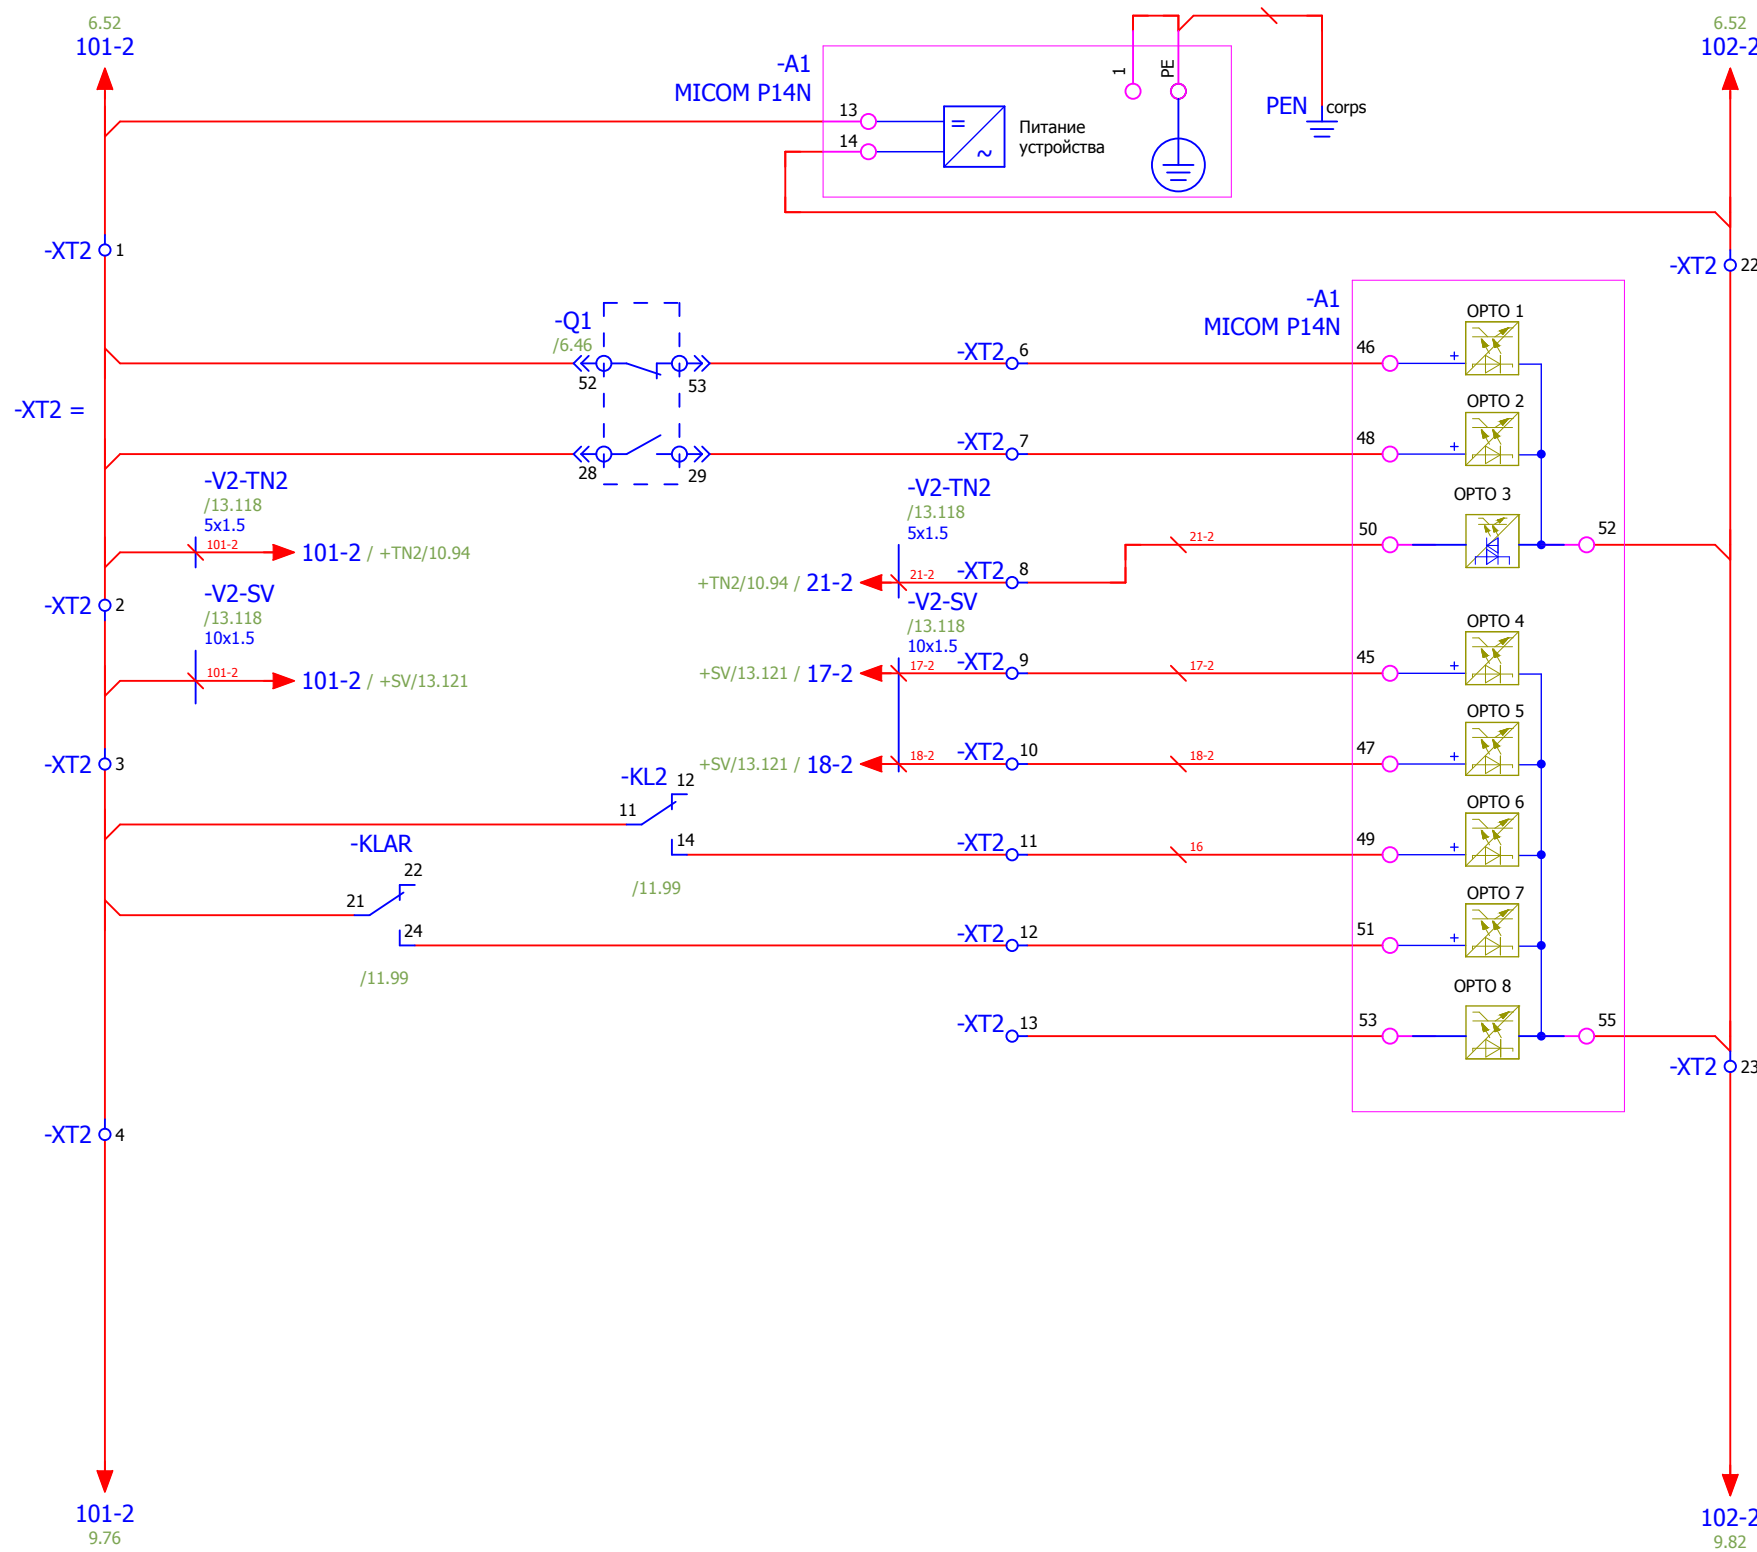 6.52
101-2
6.52
102-2
-A1
MICOM P14N
1
PE
13
14
=
~
Питание
устройства
PEN
corps
-XT2 1
-XT2 22
-A1
MICOM P14N
-Q1
/6.46
52
53
-XT2 6
46
+
OPTO 1
-XT2 =
28
29
-XT2 7
48
+
OPTO 2
-V2-TN2
/13.118
5x1.5
101-2
101-2 / +TN2/10.94
-V2-TN2
/13.118
5x1.5
+TN2/10.94 / 21-2
21-2
-XT2 8
21-2
50
OPTO 3
52
-XT2 2
-V2-SV
/13.118
10x1.5
101-2
101-2 / +SV/13.121
-V2-SV
/13.118
10x1.5
+SV/13.121 / 17-2
17-2
-XT2 9
17-2
45
+
OPTO 4
-XT2 3
+SV/13.121 / 18-2
18-2
-XT2 10
18-2
47
+
OPTO 5
-KL2
12
11
14
/11.99
-XT2 11
16
49
+
OPTO 6
-KLAR
22
21
24
/11.99
-XT2 12
51
+
OPTO 7
-XT2 13
53
OPTO 8
55
-XT2 23
-XT2 4
101-2
9.76
102-2
9.82